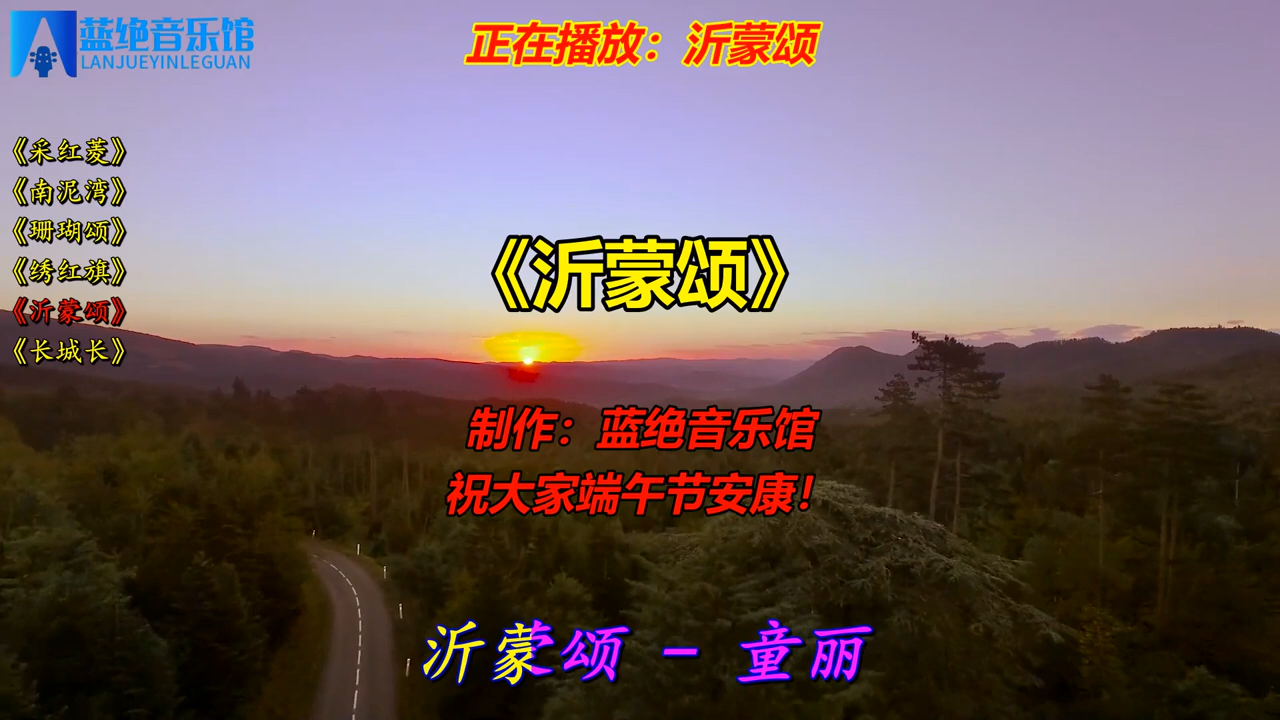 蓝绝音乐馆
LANJUEYINLEGUAN
正在播放：沂蒙颂
《采红菱》
《南泥湾》
《珊瑚颂》
《绣红旗》
《沂蒙颂》
《长城长》
《沂蒙颂》
制作：蓝绝音乐馆
祝大家端午节安康！
沂蒙颂 - 童丽